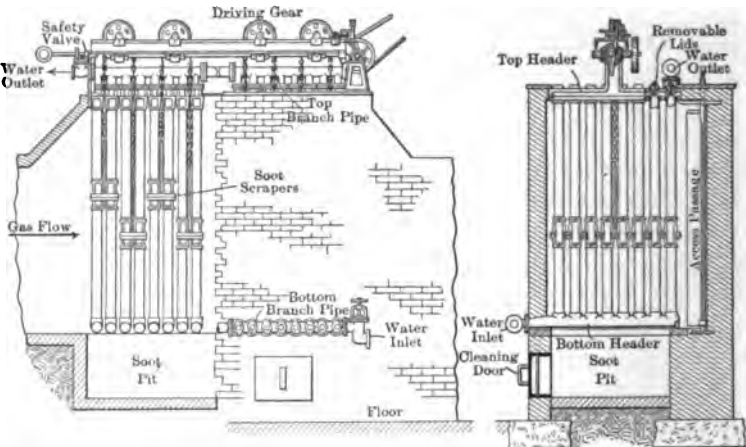 Driving Gear
Safety
Valve
Water
Outlet
Top
Branch Pipe
Soot
Scrapers
Gas Flow
Bottom
Branch Pipe
Water
Inlet
Soot
Pit
Floor
Removable
Lids
Water
Outlet
Top Header
Access Passage
Water
Inlet
Bottom Header
Cleaning
Door
Soot
Pit